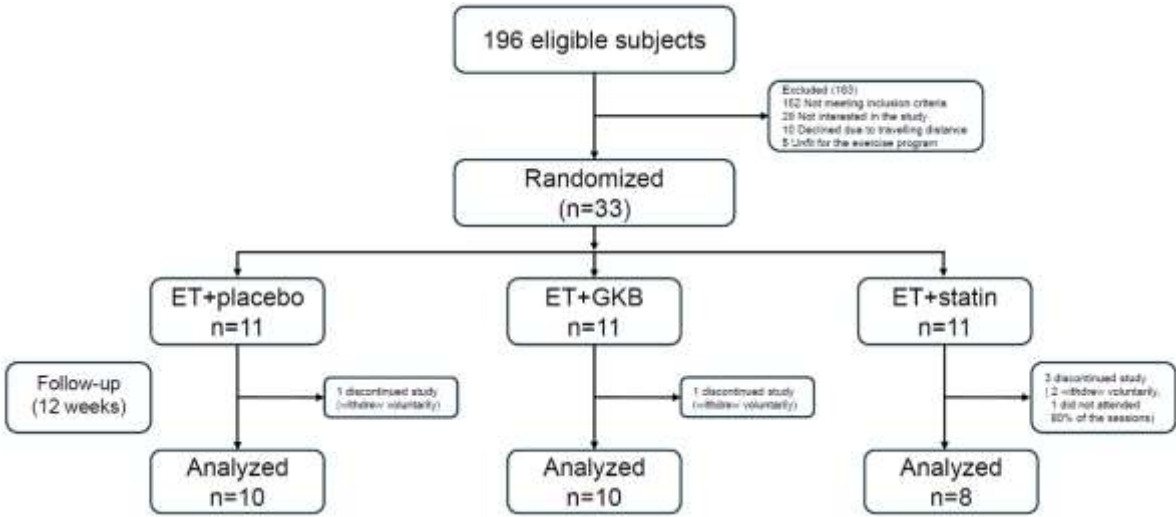 196 eligible subjects
Excluded (163)
Not meeting inclusion criteria
Not interested in the study
10 Declined due to travelling distance
5 Unfit for the exercise program
Randomized
(n=33)
ET+placebo
n=11
ET+GKB
n=11
ET+statin
n=11
Follow-up
(12 weeks)
1 discontinued study
(withdrew voluntarily)
1 discontinued study
(withdrew voluntarily)
3 discontinued study
( 2 withdrew voluntarily,
1 did not attended
80% of the sessions)
Analyzed
n=10
Analyzed
n=10
Analyzed
n=8